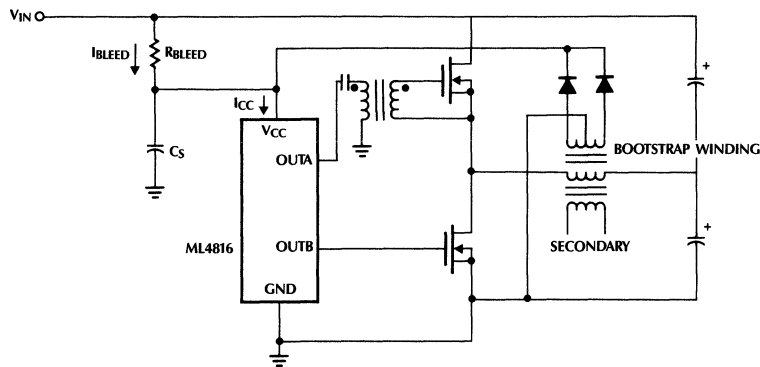 VIN
IBLEED
RBLEED
ICC
VCC
OUTA
CS
BOOTSTRAP WINDING
ML4816
OUTB
SECONDARY
GND
+
+